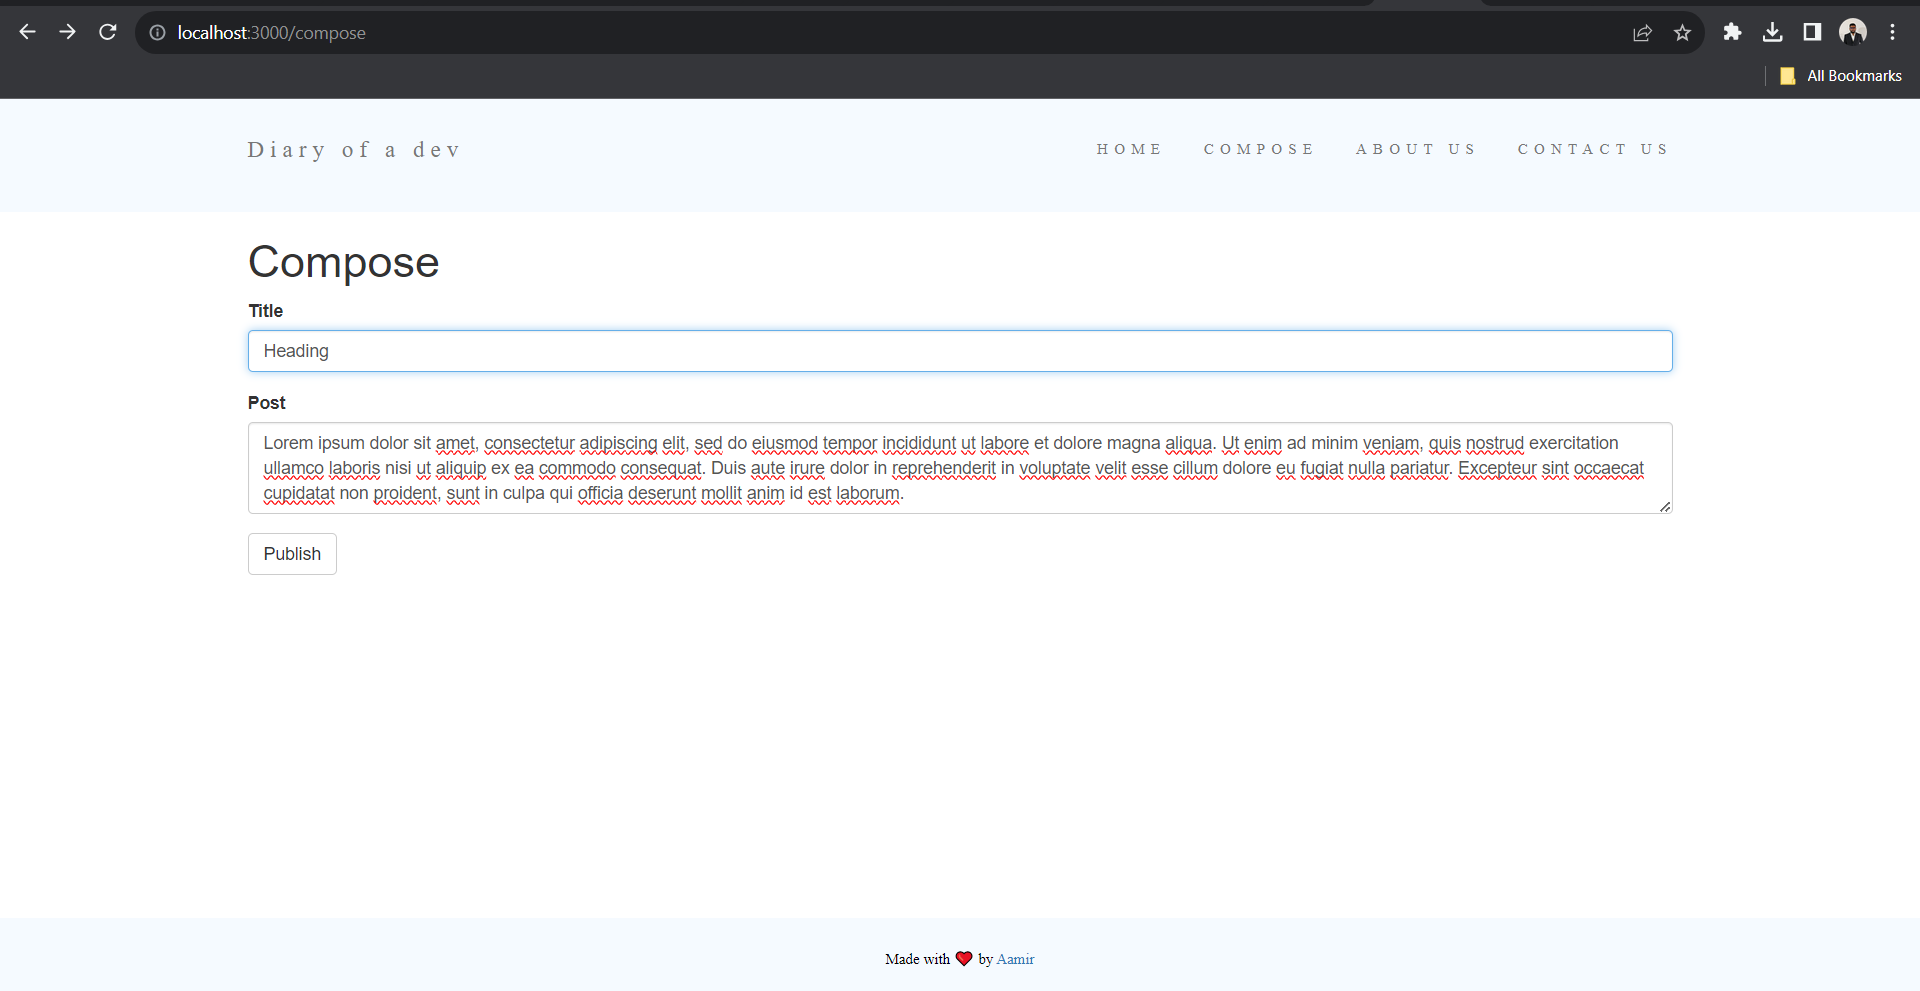 localhost:3000/compose
All Bookmarks
Diary of a dev
HOME COMPOSE ABOUT US CONTACT US
Compose
Title
Heading
Post
Lorem ipsum dolor sit amet, consectetur adipiscing elit, sed do eiusmod tempor incididunt ut labore et dolore magna aliqua. Ut enim ad minim veniam, quis nostrud exercitation
ullamco laboris nisi ut aliquip ex ea commodo consequat. Duis aute irure dolor in reprehenderit in voluptate velit esse cillum dolore eu fugiat nulla pariatur. Excepteur sint occaecat
cupidatat non proident, sunt in culpa qui officia deserunt mollit anim id est laborum.
Publish
Made with ❤️ by Aamir